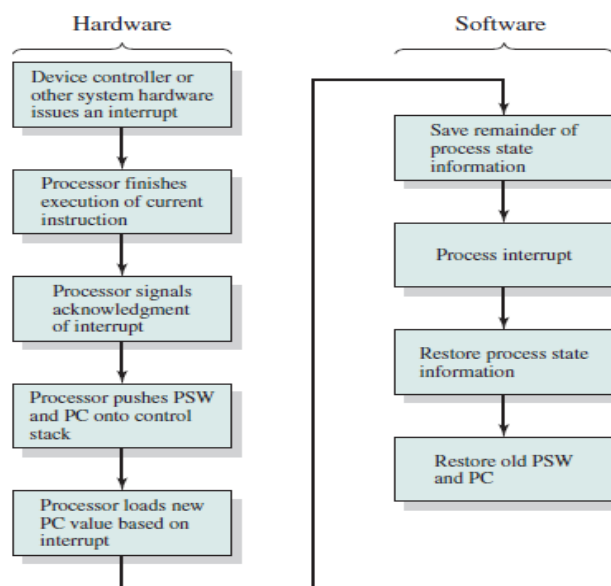 Hardware
Device controller or
other system hardware
issues an interrupt
Processor finishes
execution of current
instruction
Processor signals
acknowledgment
of interrupt
Processor pushes PSW
and PC onto control
stack
Processor loads new
PC value based on
interrupt
Software
Save remainder of
process state
information
Process interrupt
Restore process state
information
Restore old PSW
and PC